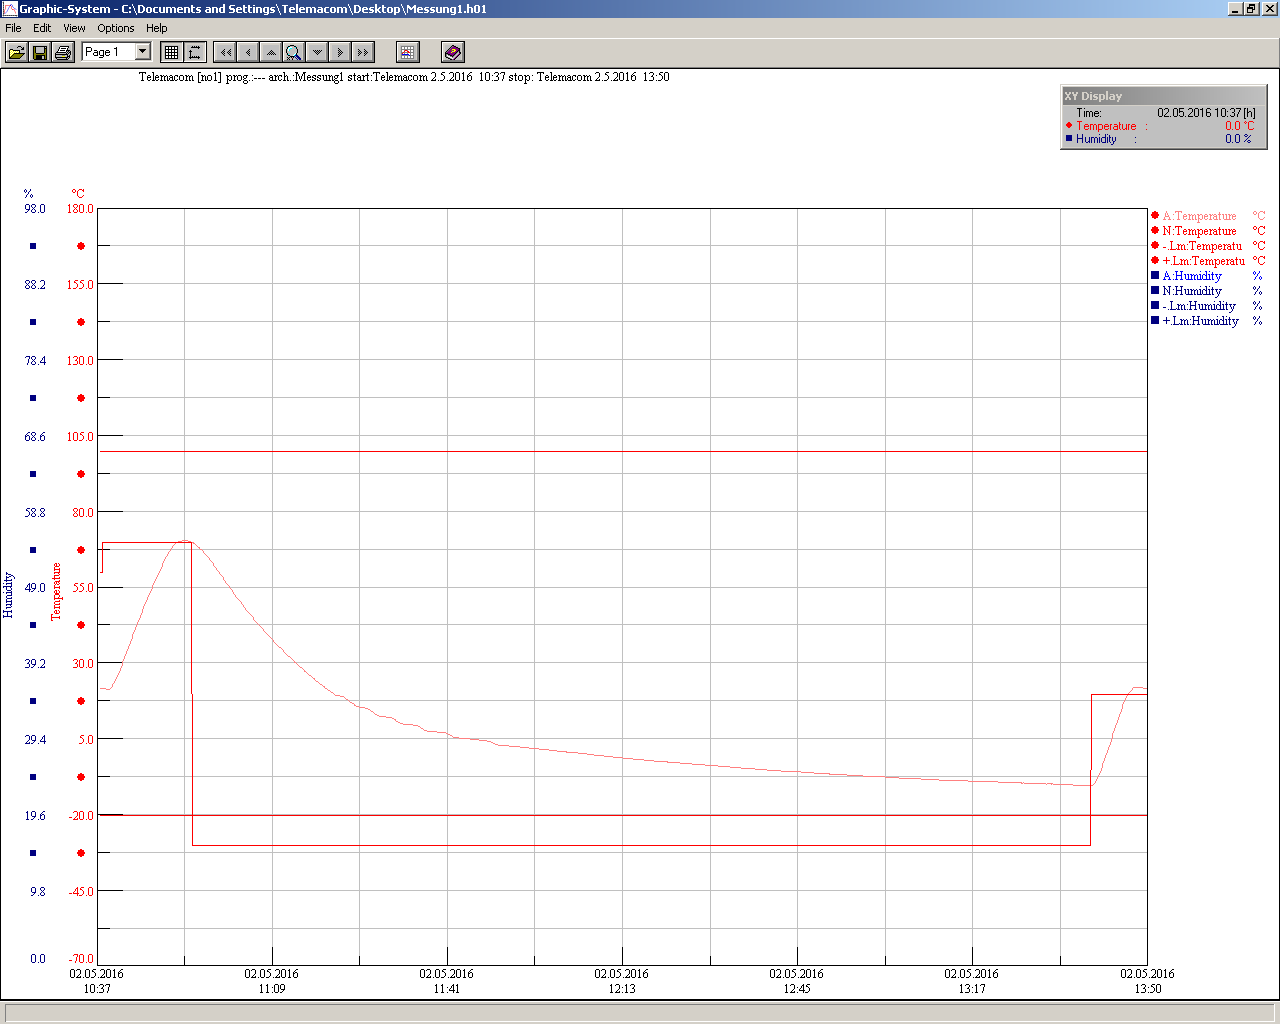 Graphic-System - C:\Documents and Settings\Telemacom\Desktop\Messung1.h01
File Edit View Options Help
Page 1
Telemacom [no1] prog.:--- arch.:Messung1 start:Telemacom 2.5.2016 10:37 stop: Telemacom 2.5.2016 13:50
XY Display
Time: 02.05.2016 10:37 [h]
Temperature : 0.0 °C
Humidity : 0.0 %
% °C
98.0 180.0
88.2 155.0
78.4 130.0
68.6 105.0
58.8 80.0
49.0 55.0
39.2 30.0
29.4 5.0
19.6 -20.0
9.8 -45.0
0.0 -70.0
Humidity
Temperature
A:Temperature °C
N:Temperature °C
-.Lm:Temperatu °C
+.Lm:Temperatu °C
A:Humidity %
N:Humidity %
-.Lm:Humidity %
+.Lm:Humidity %
02.05.2016 02.05.2016 02.05.2016 02.05.2016 02.05.2016 02.05.2016 02.05.2016
10:37 11:09 11:41 12:13 12:45 13:17 13:50